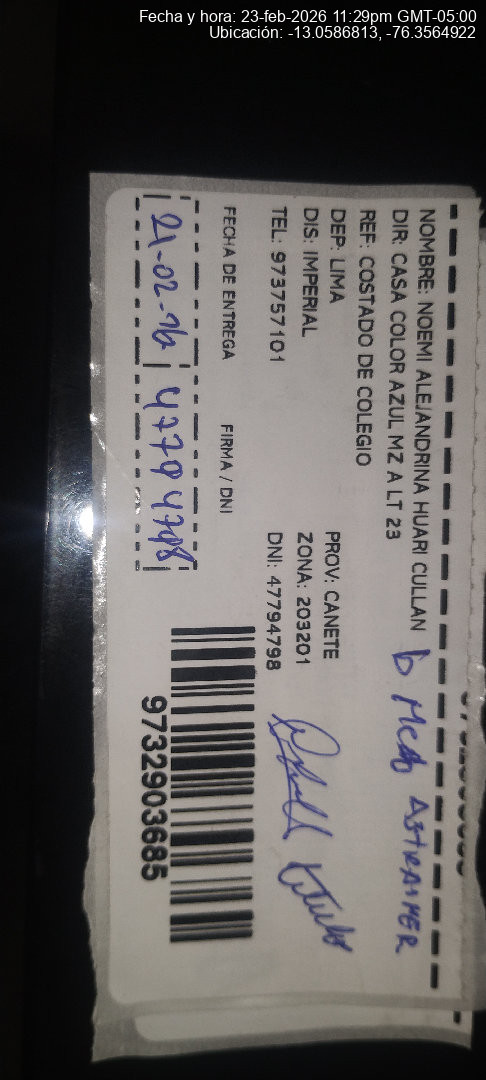 Fecha y hora: 23-feb-2026 11:29pm GMT-05:00
Ubicación: -13.0586813, -76.3564922
NOMBRE: NOEMI ALEJANDRINA HUARI CULLAN
DIR: CASA COLOR AZUL MZ A LT 23
REF: COSTADO DE COLEGIO
DEP: LIMA PROV: CANETE
DIS: IMPERIAL ZONA: 203201
TEL: 973757101 DNI: 47794798
FECHA DE ENTREGA FIRMA / DNI
21-02-26 47794798
9732903685